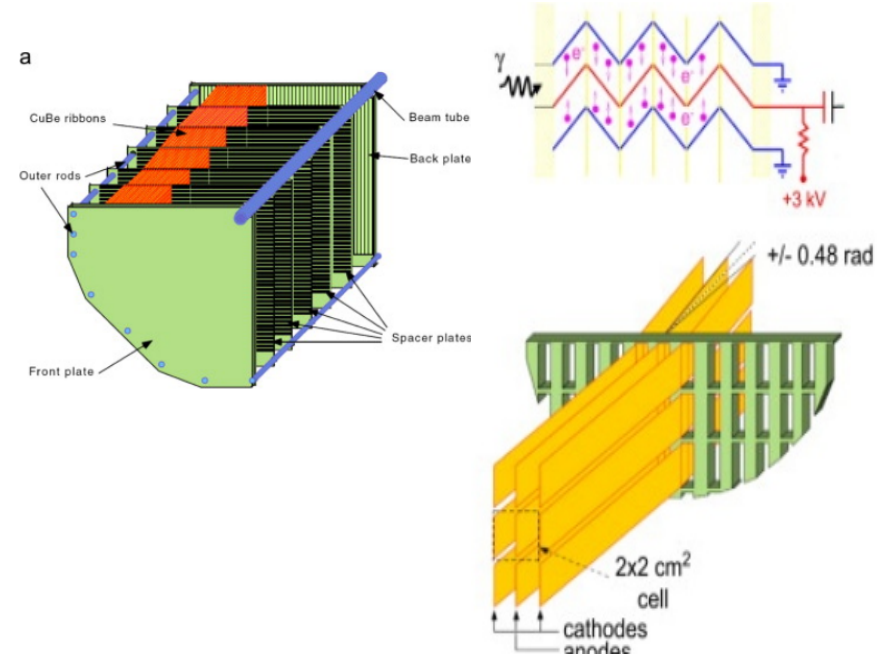 a
CuBe ribbons
Outer rods
Front plate
Beam tube
Back plate
Spacer plates
γ
e-
e-
e-
+3 kV
+/- 0.48 rad
2x2 cm²
cell
cathodes
anodes